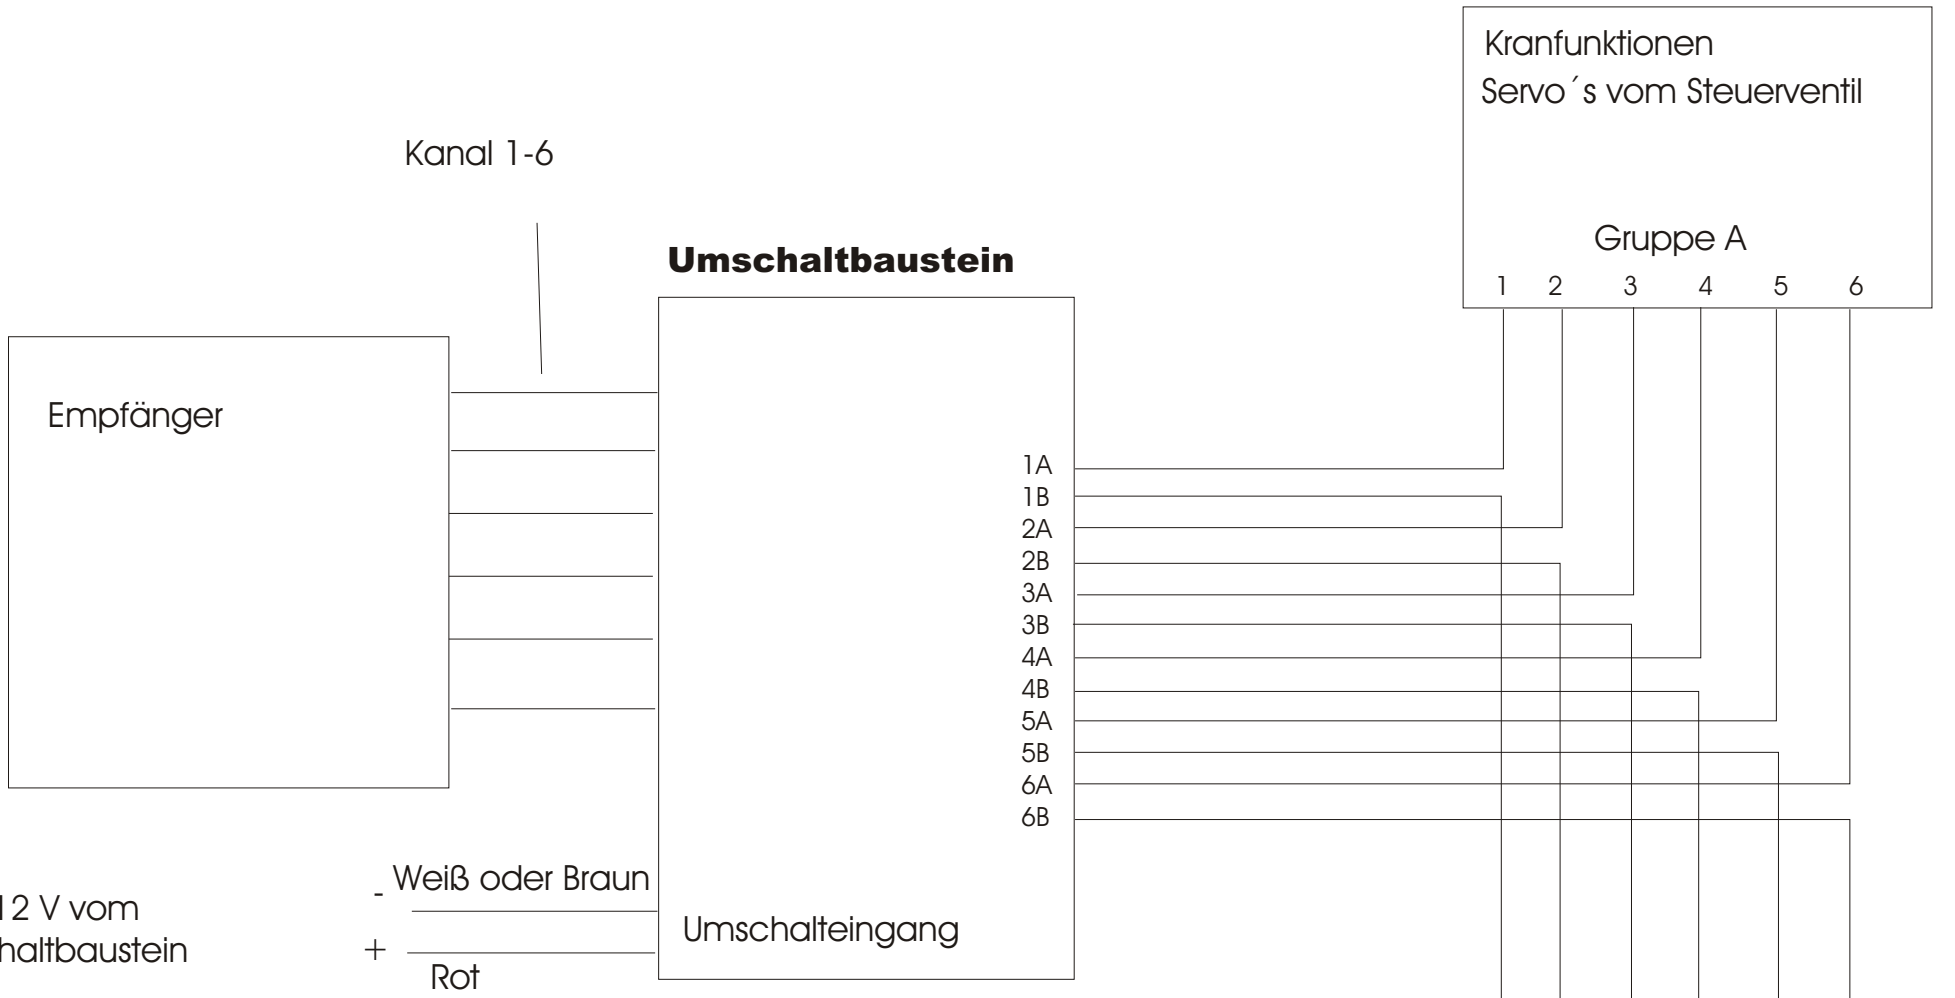 Kranfunktionen
Servo´s vom Steuerventil
Gruppe A
1 2 3 4 5 6
Kanal 1-6
Umschaltbaustein
Empfänger
1A
1B
2A
2B
3A
3B
4A
4B
5A
5B
6A
6B
- Weiß oder Braun
12 V vom
haltbaustein
+
Rot
Umschalteingang